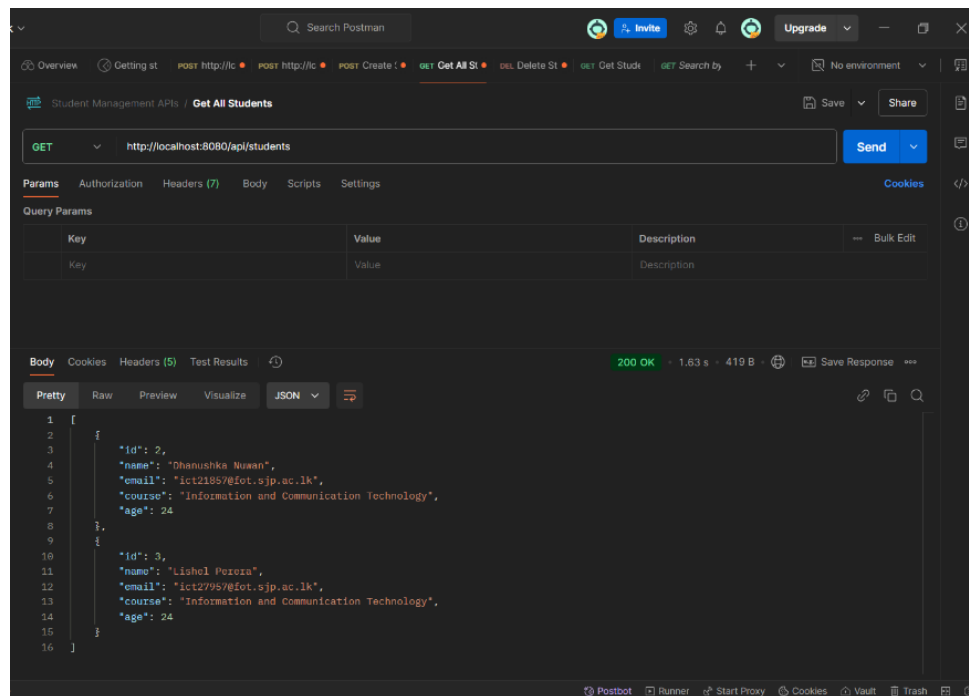 Search Postman
Invite
Upgrade
Overview
Getting st
POST http://lc
POST http://lc
POST Create S
GET Get All St
DEL Delete St
GET Get Stude
GET Search by
No environment
HTTP
Student Management APIs / Get All Students
Save
Share
GET
http://localhost:8080/api/students
Send
Params
Authorization
Headers (7)
Body
Scripts
Settings
Cookies
Query Params
Key Value Description Bulk Edit
Key Value Description
Body
Cookies
Headers (5)
Test Results
200 OK
1.63 s
419 B
Save Response
Pretty
Raw
Preview
Visualize
JSON
1 [
2 {
3 "id": 2,
4 "name": "Dhanushka Nuwan",
5 "email": "ict21857@fot.sjp.ac.lk",
6 "course": "Information and Communication Technology",
7 "age": 24
8 },
9 {
10 "id": 3,
11 "name": "Lishel Perera",
12 "email": "ict27957@fot.sjp.ac.lk",
13 "course": "Information and Communication Technology",
14 "age": 24
15 }
16 ]
Postbot
Runner
Start Proxy
Cookies
Vault
Trash